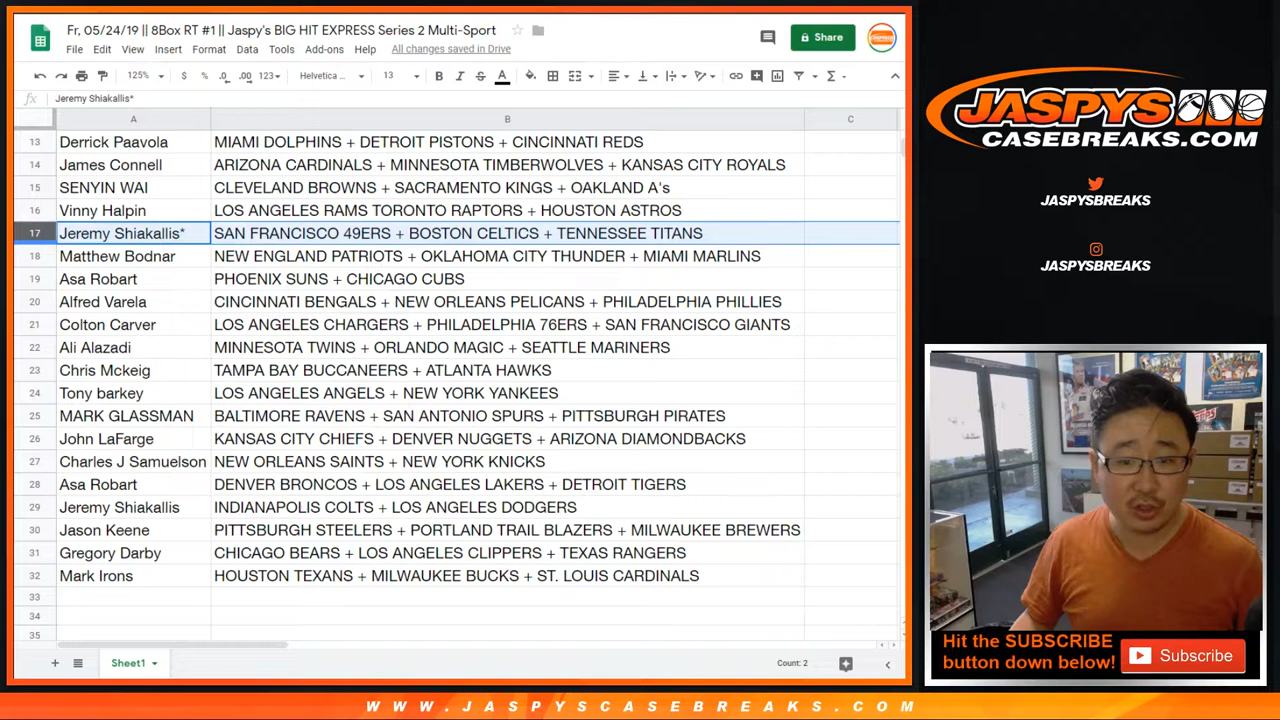 Fr, 05/24/19 || 8Box RT #1 || Jaspy's BIG HIT EXPRESS Series 2 Multi-Sport
Share
File Edit View Insert Format Data Tools Add-ons Help All changes saved in Drive
125% $ % .0 .00 123 Helvetica ... 13 B I S A
fx Jeremy Shiakallis*
A B C
13 Derrick Paavola MIAMI DOLPHINS + DETROIT PISTONS + CINCINNATI REDS
14 James Connell ARIZONA CARDINALS + MINNESOTA TIMBERWOLVES + KANSAS CITY ROYALS
15 SENYIN WAI CLEVELAND BROWNS + SACRAMENTO KINGS + OAKLAND A's
16 Vinny Halpin LOS ANGELES RAMS TORONTO RAPTORS + HOUSTON ASTROS
17 Jeremy Shiakallis* SAN FRANCISCO 49ERS + BOSTON CELTICS + TENNESSEE TITANS
18 Matthew Bodnar NEW ENGLAND PATRIOTS + OKLAHOMA CITY THUNDER + MIAMI MARLINS
19 Asa Robart PHOENIX SUNS + CHICAGO CUBS
20 Alfred Varela CINCINNATI BENGALS + NEW ORLEANS PELICANS + PHILADELPHIA PHILLIES
21 Colton Carver LOS ANGELES CHARGERS + PHILADELPHIA 76ERS + SAN FRANCISCO GIANTS
22 Ali Alazadi MINNESOTA TWINS + ORLANDO MAGIC + SEATTLE MARINERS
23 Chris Mckeig TAMPA BAY BUCCANEERS + ATLANTA HAWKS
24 Tony barkey LOS ANGELES ANGELS + NEW YORK YANKEES
25 MARK GLASSMAN BALTIMORE RAVENS + SAN ANTONIO SPURS + PITTSBURGH PIRATES
26 John LaFarge KANSAS CITY CHIEFS + DENVER NUGGETS + ARIZONA DIAMONDBACKS
27 Charles J Samuelson NEW ORLEANS SAINTS + NEW YORK KNICKS
28 Asa Robart DENVER BRONCOS + LOS ANGELES LAKERS + DETROIT TIGERS
29 Jeremy Shiakallis INDIANAPOLIS COLTS + LOS ANGELES DODGERS
30 Jason Keene PITTSBURGH STEELERS + PORTLAND TRAIL BLAZERS + MILWAUKEE BREWERS
31 Gregory Darby CHICAGO BEARS + LOS ANGELES CLIPPERS + TEXAS RANGERS
32 Mark Irons HOUSTON TEXANS + MILWAUKEE BUCKS + ST. LOUIS CARDINALS
33
34
35
Sheet1
Count: 2
JASPYS
CASEBREAKS.COM
JASPYSBREAKS
JASPYSBREAKS
Hit the SUBSCRIBE
button down below!
Subscribe
WWW.JASPYSCASEBREAKS.COM